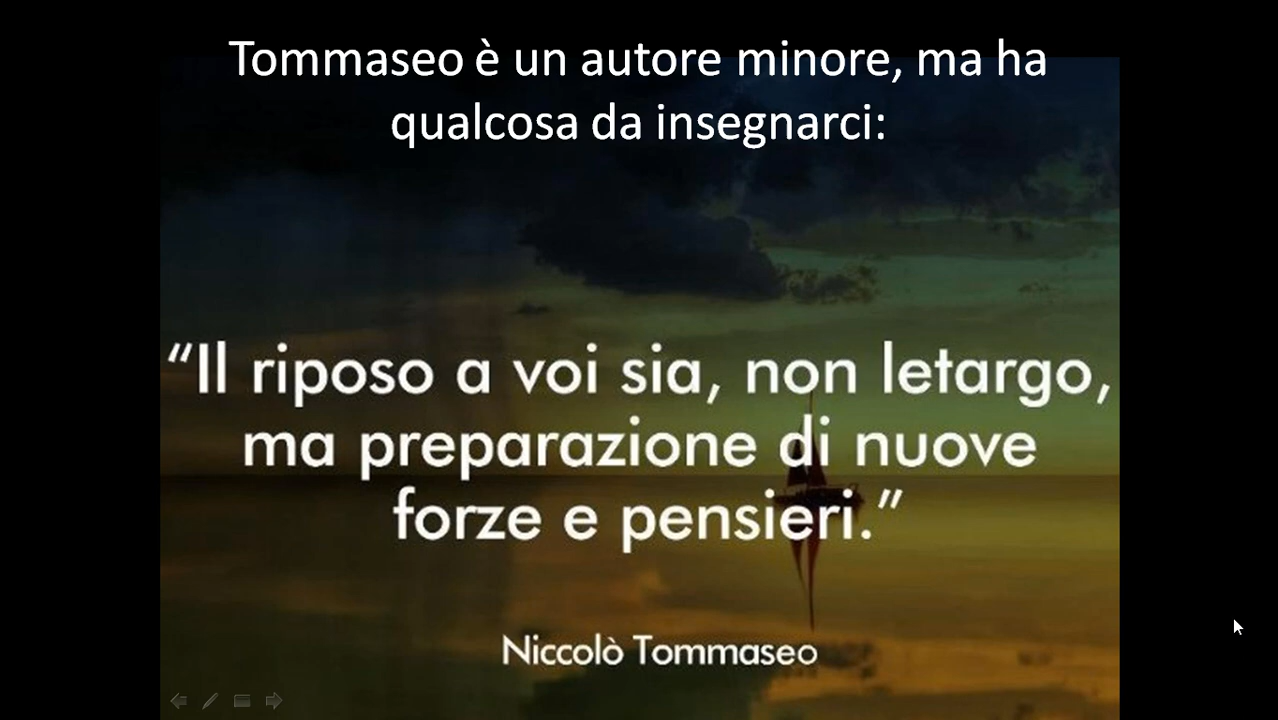 Tommaseo è un autore minore, ma ha
qualcosa da insegnarci:
“Il riposo a voi sia, non letargo,
ma preparazione di nuove
forze e pensieri.”
Niccolò Tommaseo